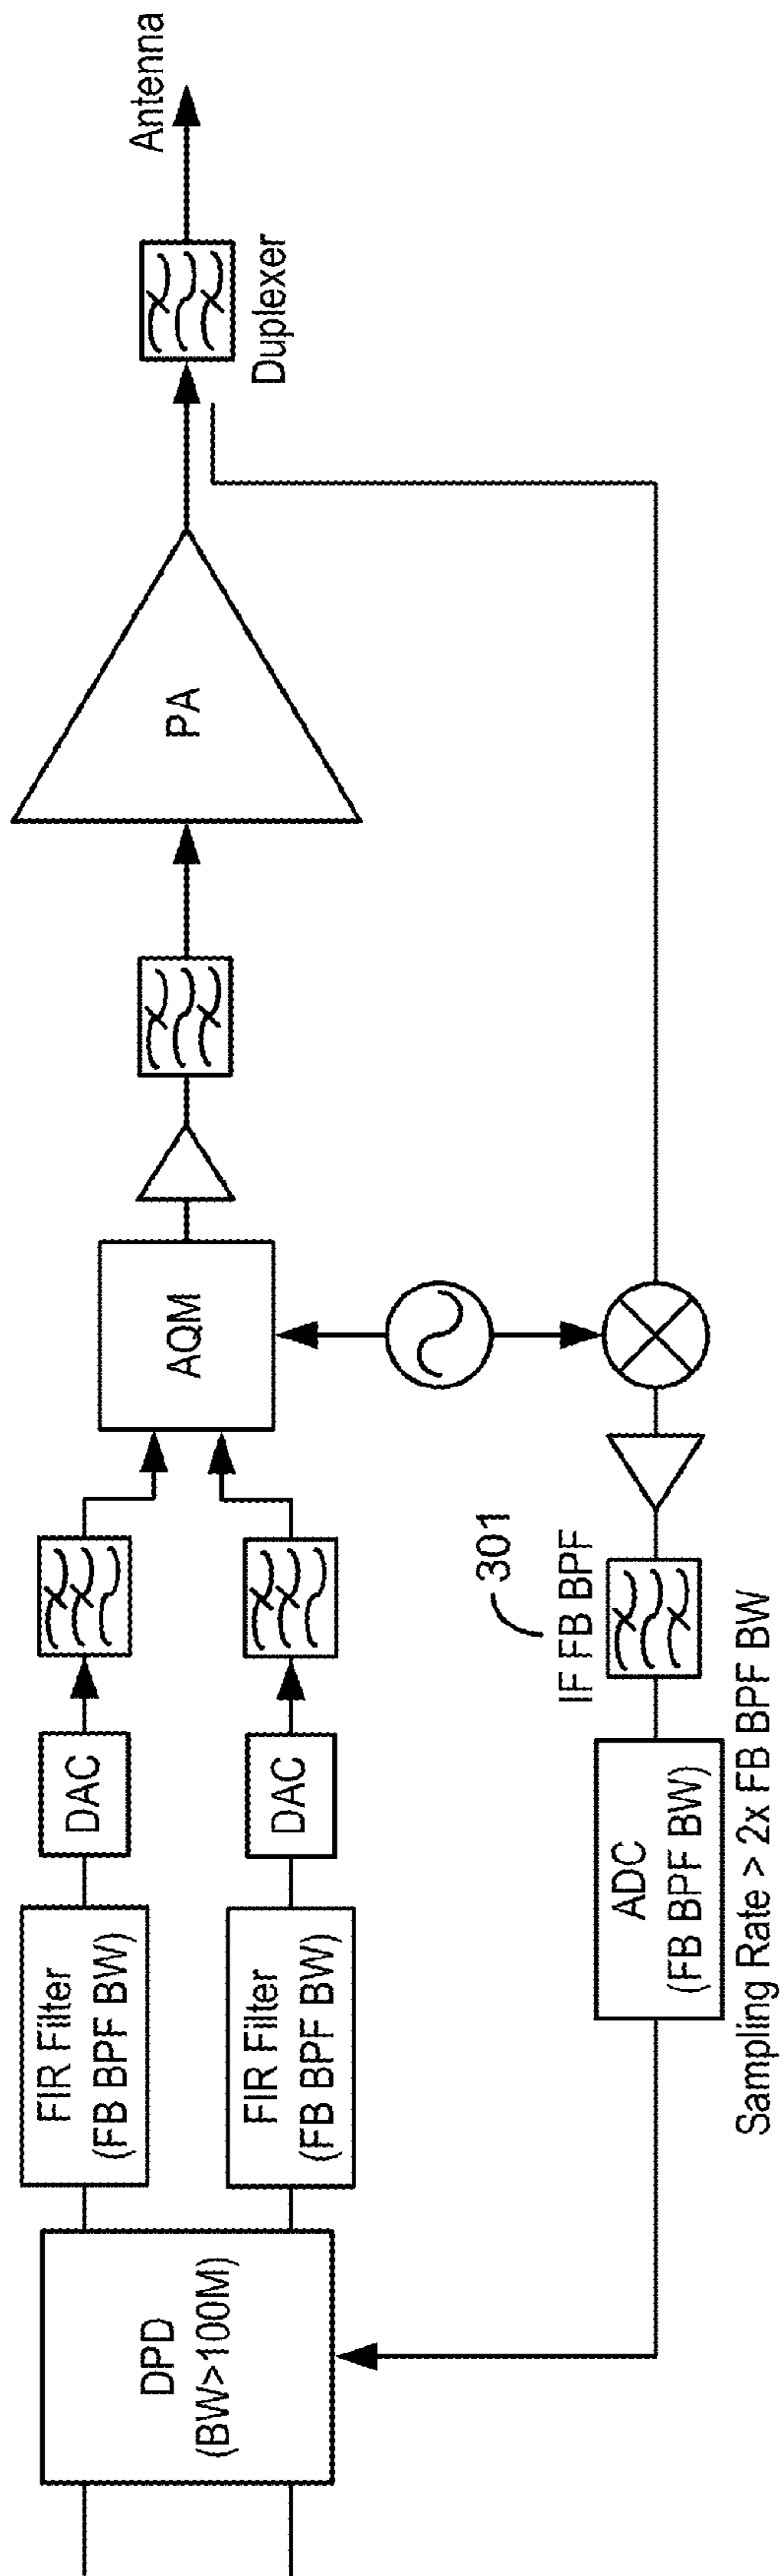 DPD
(BW>100M)
FIR Filter
(FB BPF BW)
FIR Filter
(FB BPF BW)
DAC
DAC
AQM
PA
Duplexer
Antenna
301
IF FB BPF
ADC
(FB BPF BW)
Sampling Rate > 2x FB BPF BW